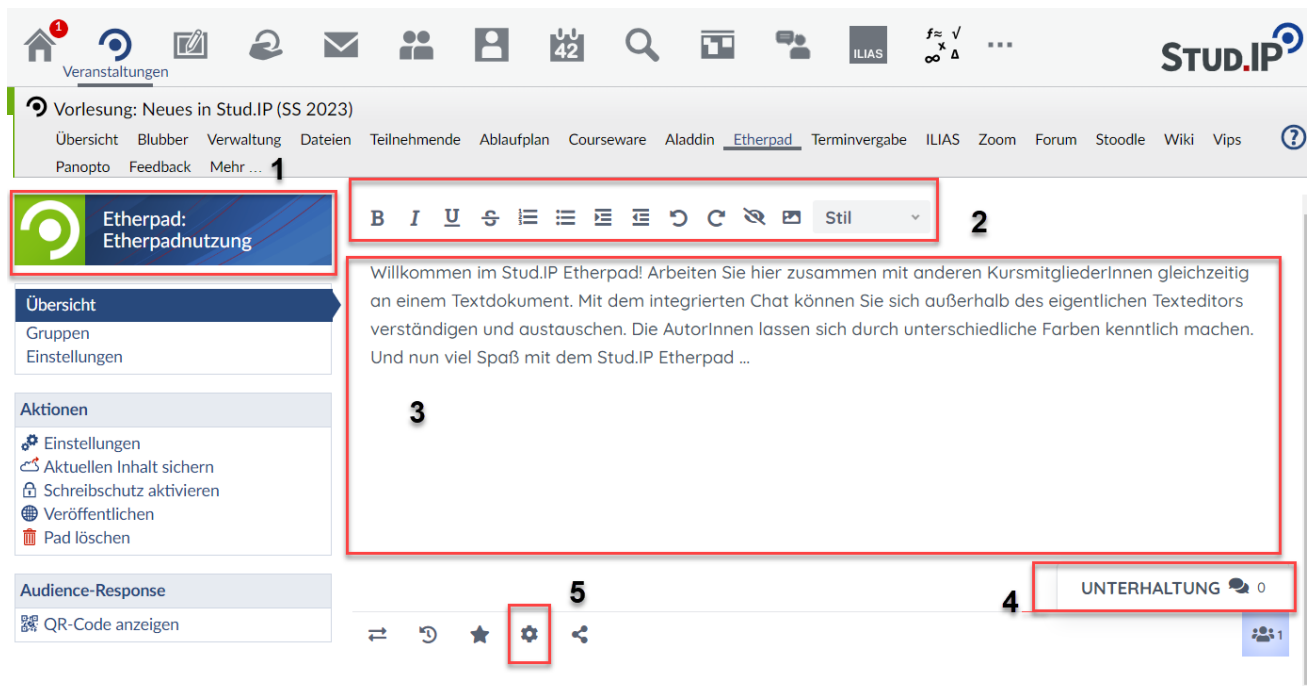 1
42
ILIAS
f≈ √
x
∞ Δ
...
Veranstaltungen
STUD.IP
Vorlesung: Neues in Stud.IP (SS 2023)
Übersicht Blubber Verwaltung Dateien Teilnehmende Ablaufplan Courseware Aladdin Etherpad Terminvergabe ILIAS Zoom Forum Stoodle Wiki Vips ?
Panopto Feedback Mehr ... 1
Etherpad:
Etherpadnutzung
B I U S Stil 2
Willkommen im Stud.IP Etherpad! Arbeiten Sie hier zusammen mit anderen KursmitgliederInnen gleichzeitig
an einem Textdokument. Mit dem integrierten Chat können Sie sich außerhalb des eigentlichen Texteditors
verständigen und austauschen. Die AutorInnen lassen sich durch unterschiedliche Farben kenntlich machen.
Und nun viel Spaß mit dem Stud.IP Etherpad ...
3
Übersicht
Gruppen
Einstellungen
Aktionen
Einstellungen
Aktuellen Inhalt sichern
Schreibschutz aktivieren
Veröffentlichen
Pad löschen
Audience-Response
QR-Code anzeigen
5
4
UNTERHALTUNG 0
1